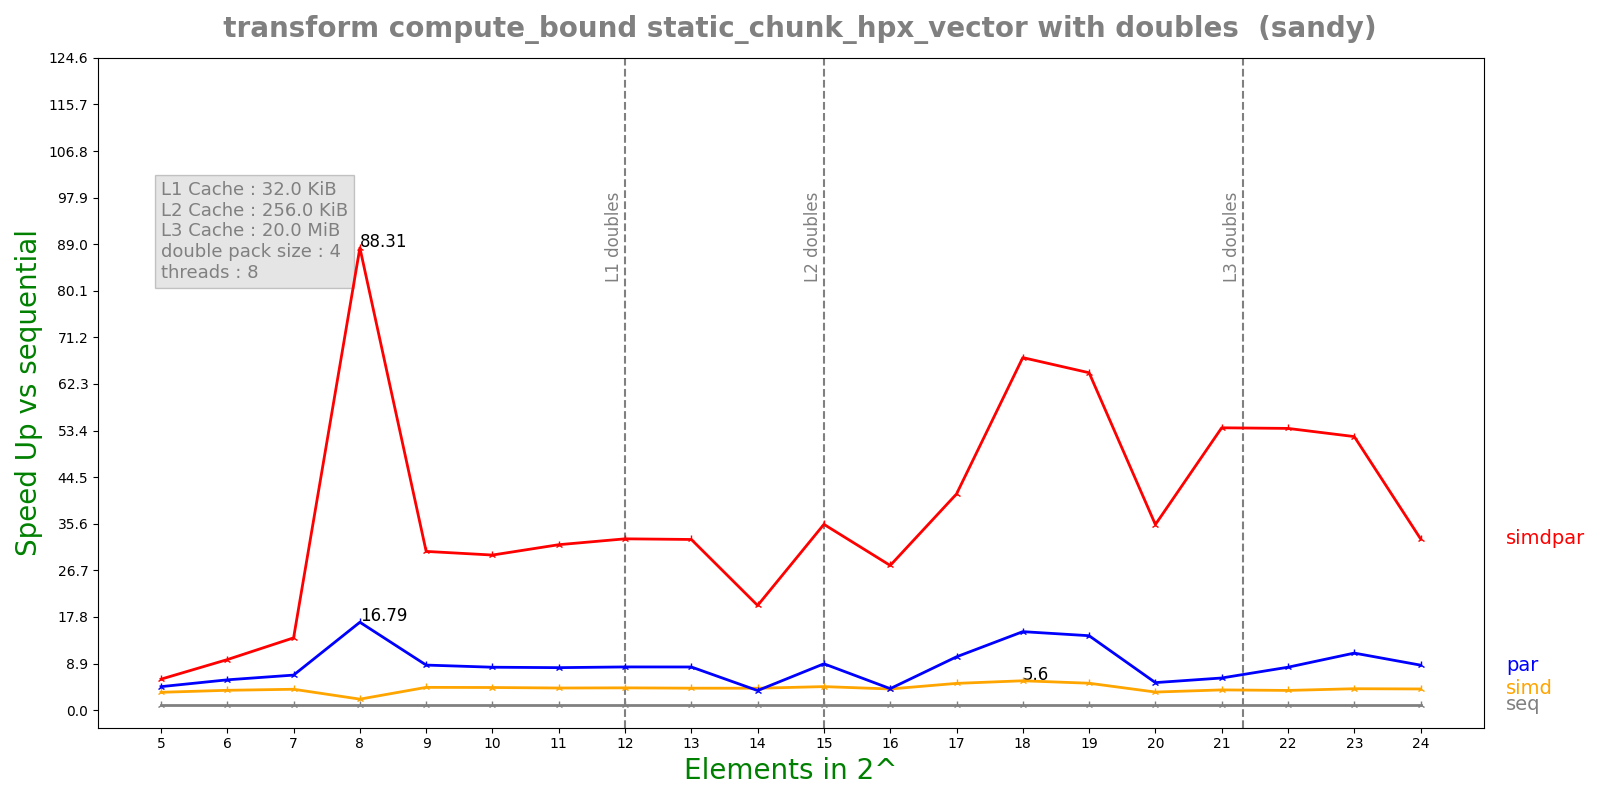 transform compute_bound static_chunk_hpx_vector with doubles (sandy)
Speed Up vs sequential
124.6
115.7
106.8
97.9
89.0
80.1
71.2
62.3
53.4
44.5
35.6
26.7
17.8
8.9
0.0
L1 Cache : 32.0 KiB
L2 Cache : 256.0 KiB
L3 Cache : 20.0 MiB
double pack size : 4
threads : 8
88.31
16.79
5.6
L1 doubles
L2 doubles
L3 doubles
simdpar
par
simd
seq
5 6 7 8 9 10 11 12 13 14 15 16 17 18 19 20 21 22 23 24
Elements in 2^